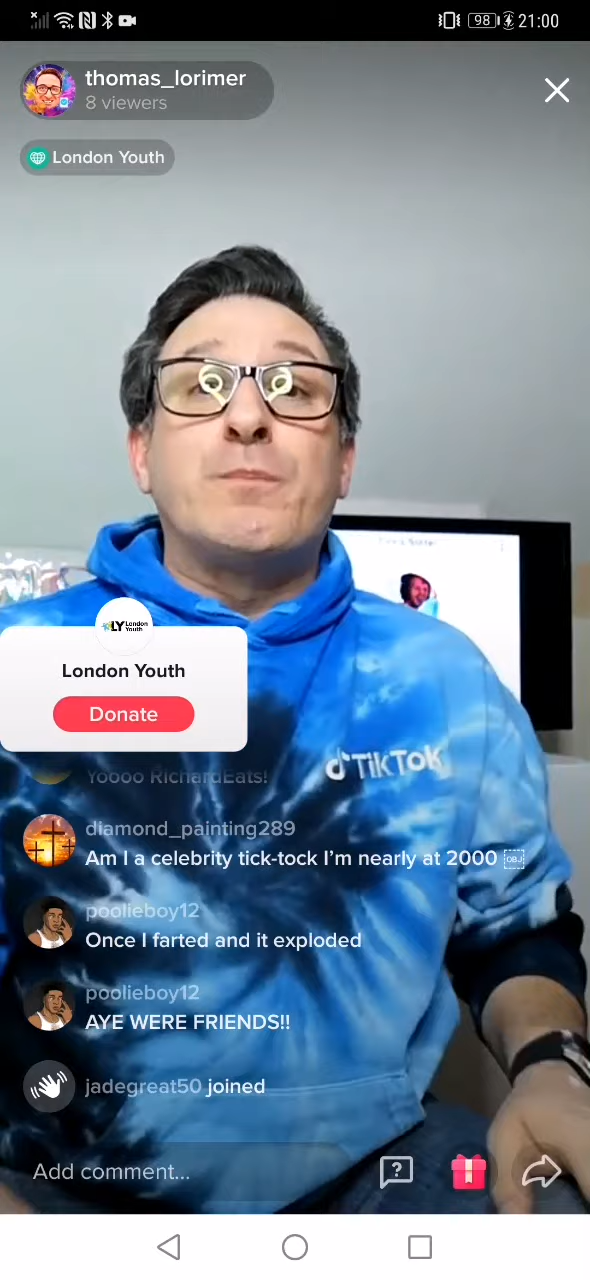 98
21:00
thomas_lorimer
8 viewers
London Youth
LY London
Youth
London Youth
Donate
TikTok
Yoooo RichardEats!
diamond_painting289
Am I a celebrity tick-tock I’m nearly at 2000 OBJ
poolieboy12
Once I farted and it exploded
poolieboy12
AYE WERE FRIENDS!!
jadegreat50 joined
Add comment...